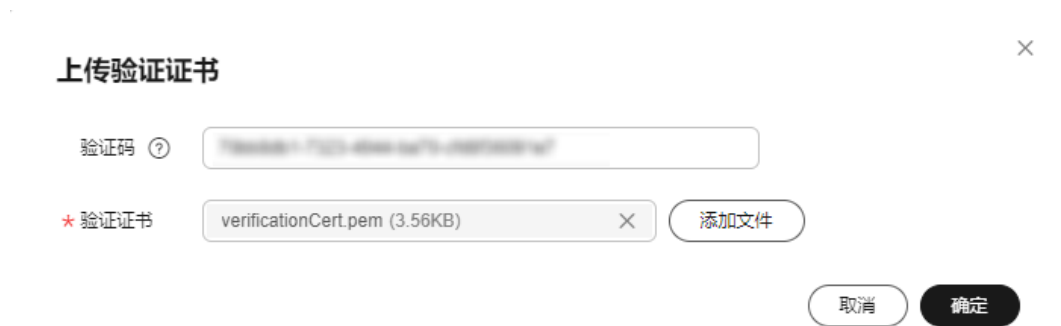 上传验证证书
验证码 ?
* 验证证书 verificationCert.pem (3.56KB) 添加文件
取消 确定